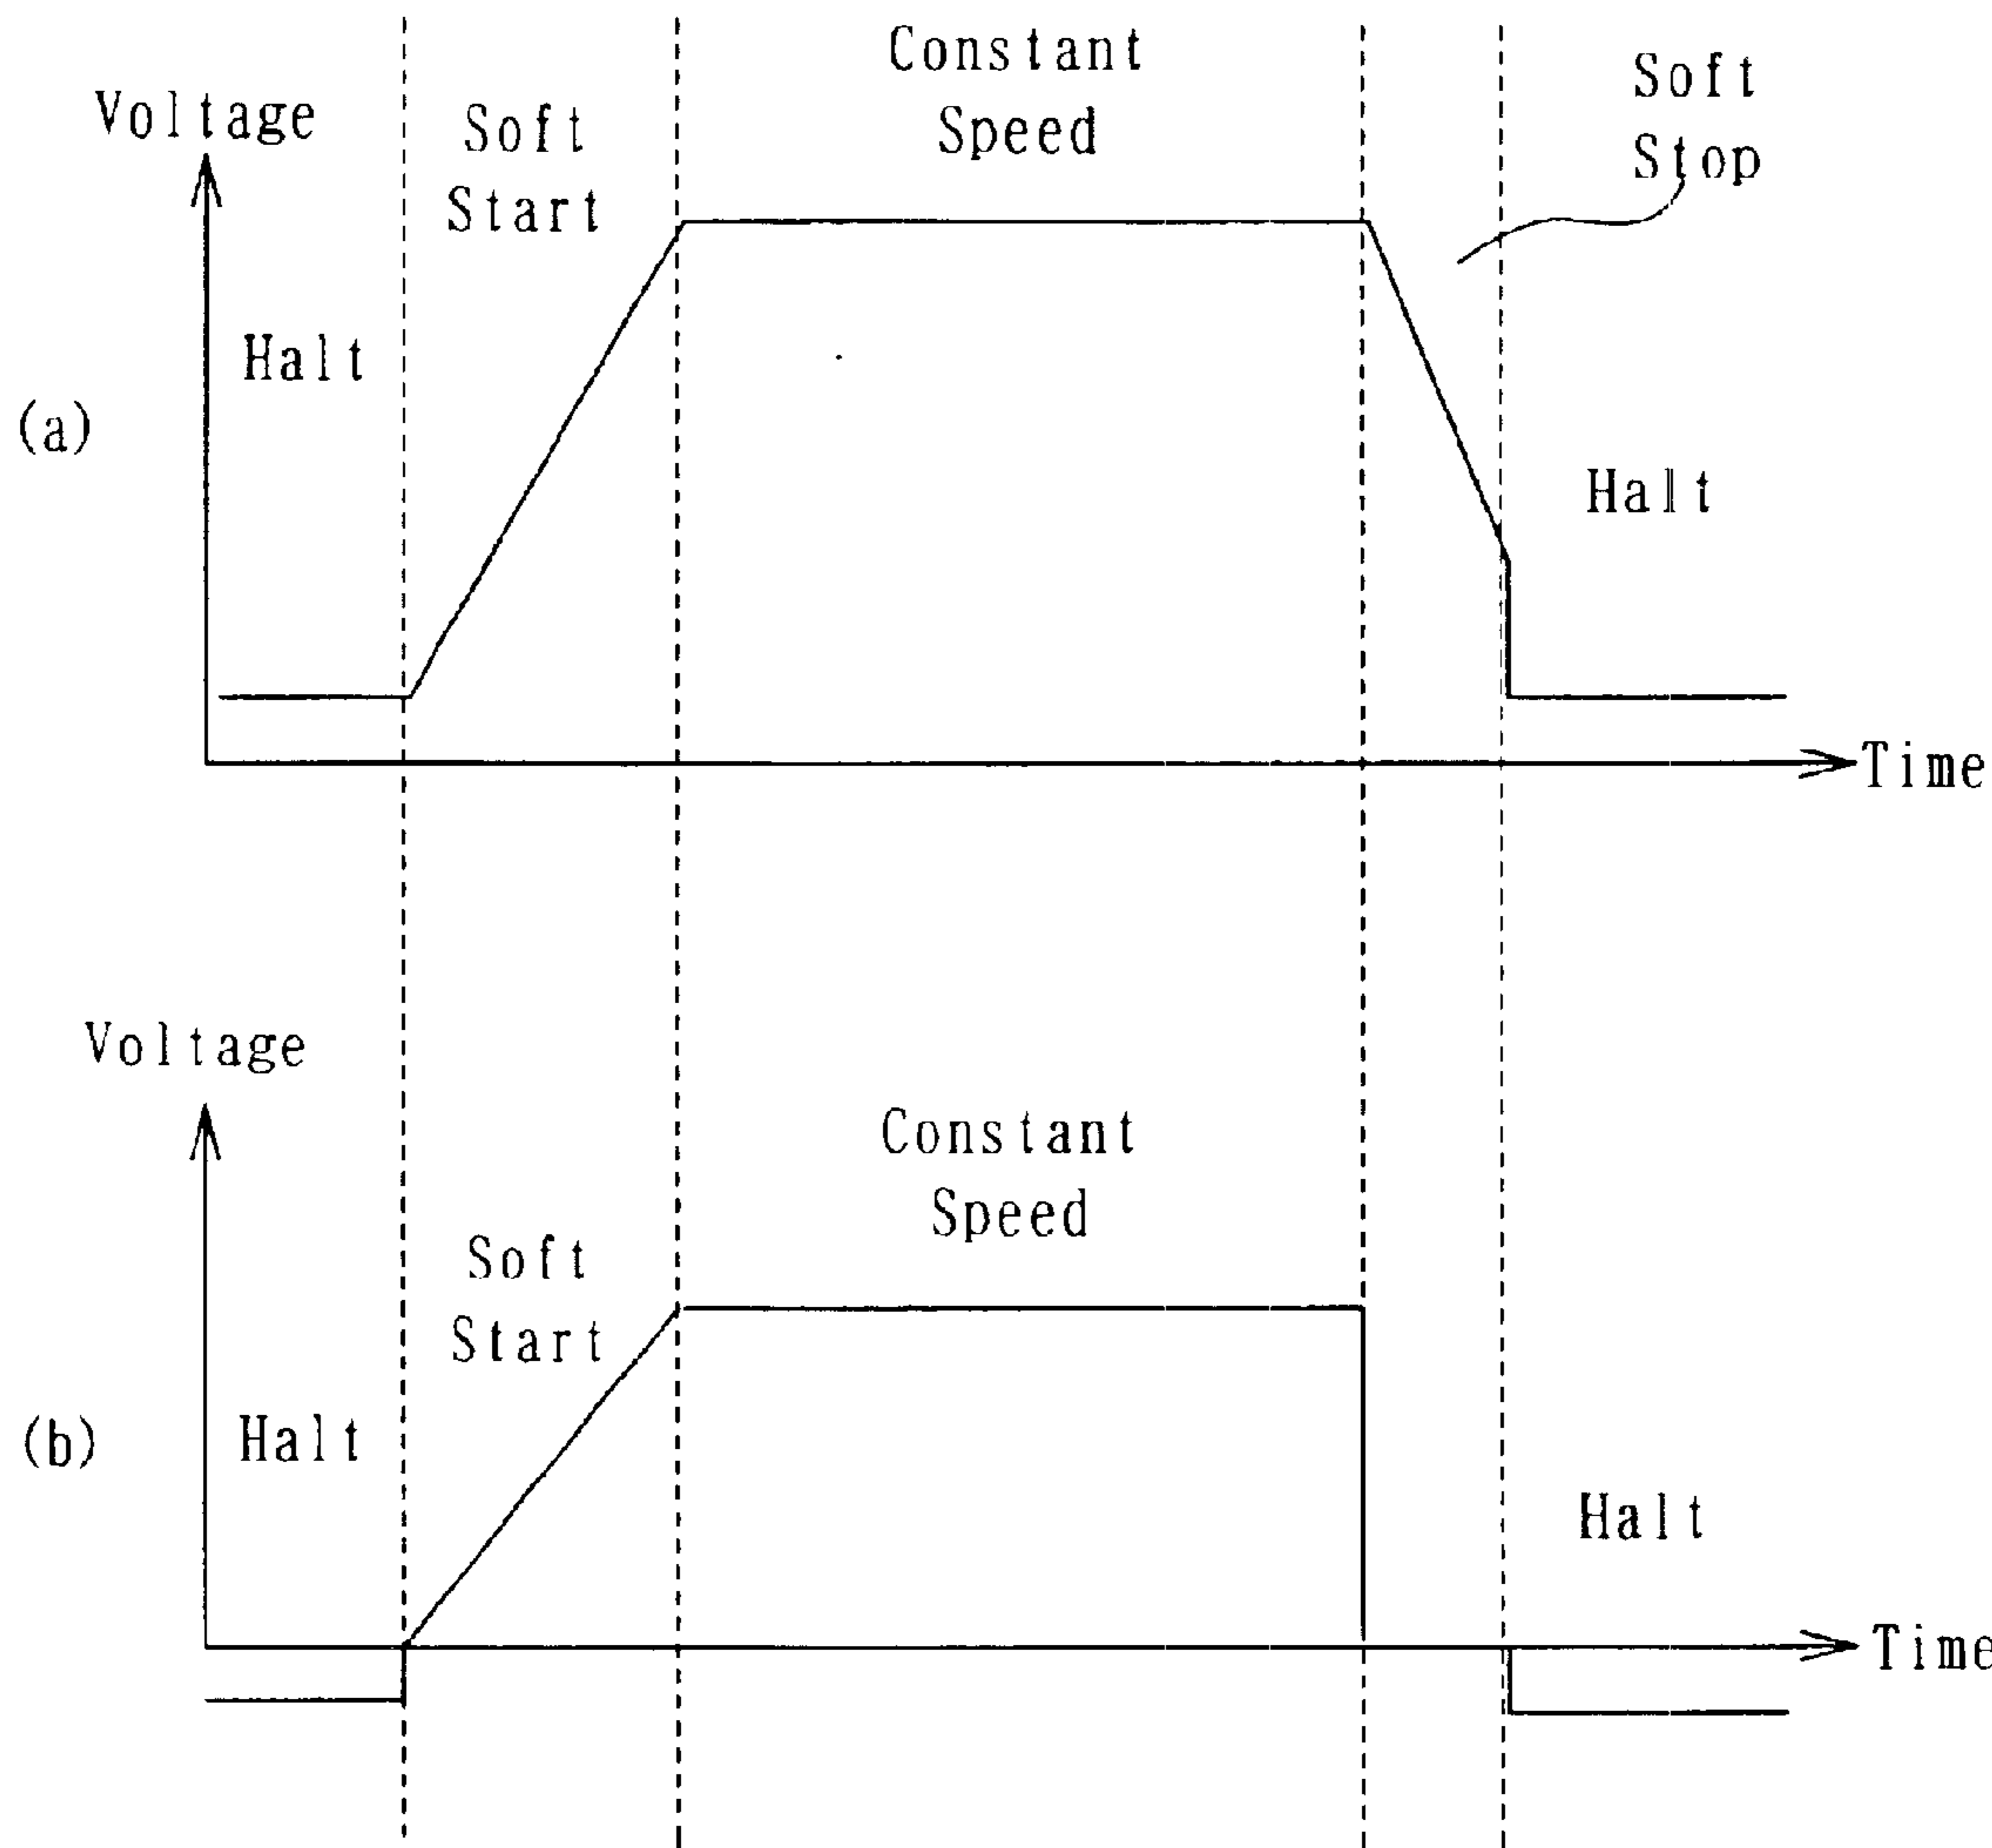 Constant
Speed
Soft
Stop
Voltage
Soft
Start
Halt
(a)
Halt
Time
Voltage
Constant
Speed
Soft
Start
(b)
Halt
Halt
Time